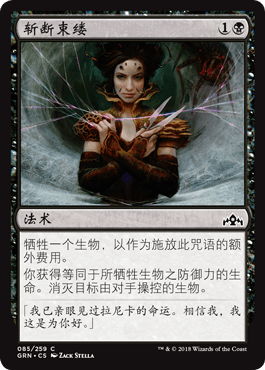 斩断束缕 1
法术
牺牲一个生物，以作为施放此咒语的额
外费用。
你获得等同于所牺牲生物之防御力的生
命。消灭目标由对手操控的生物。
「我已亲眼见过拉尼卡的命运。相信我，我
这是为你好。」
085/259 C
GRN • CS ZACK STELLA
™ & © 2018 Wizards of the Coast